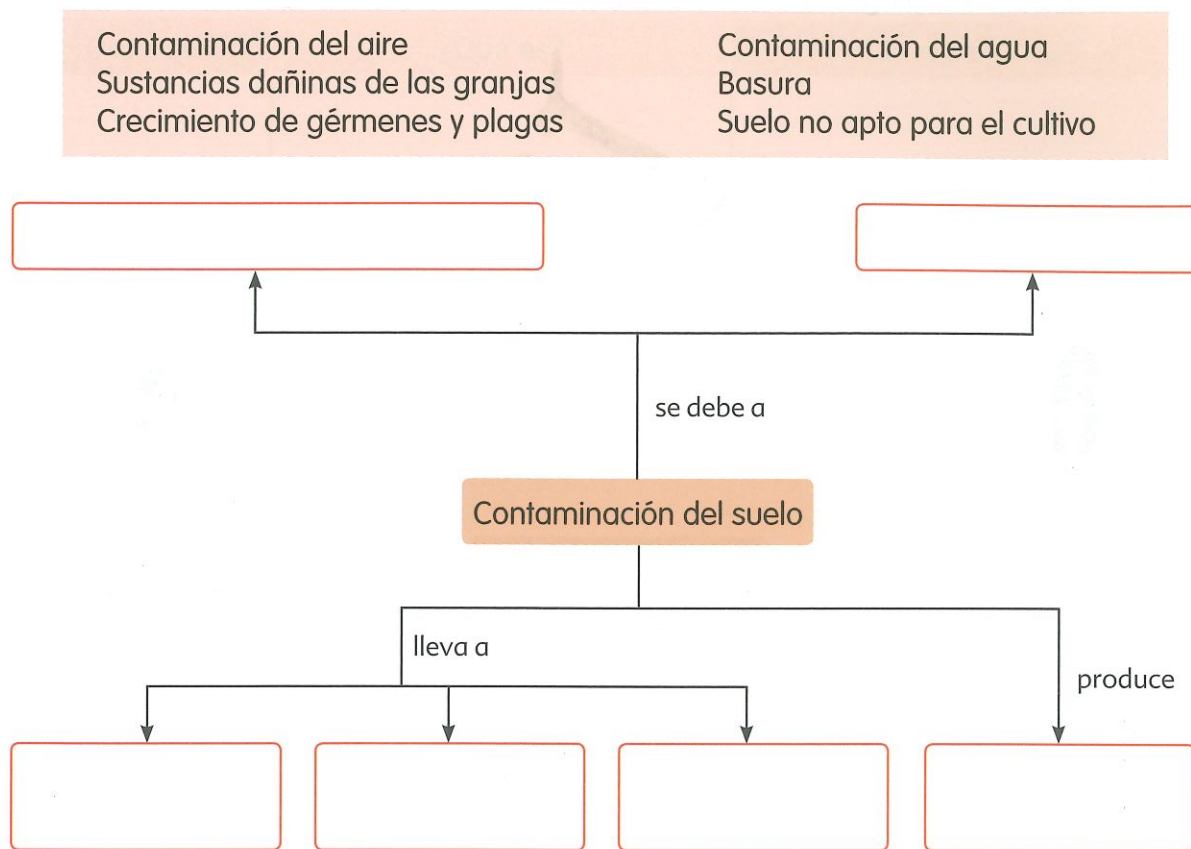 Contaminación del aire
Sustancias dañinas de las granjas
Crecimiento de gérmenes y plagas
Contaminación del agua
Basura
Suelo no apto para el cultivo
se debe a
Contaminación del suelo
lleva a
produce